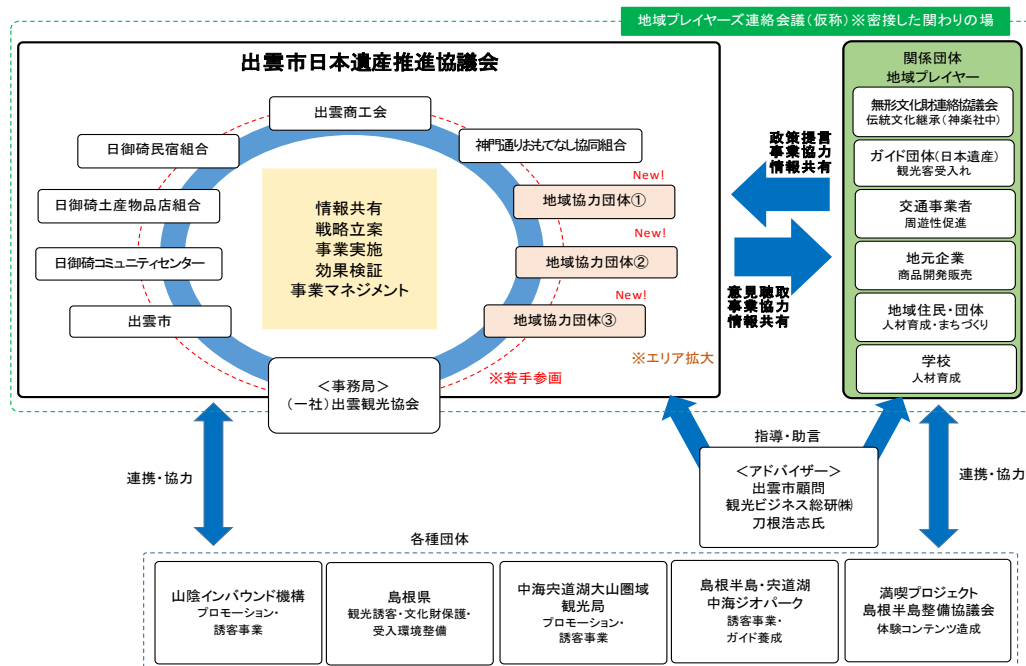 地域プレイヤーズ連絡会議（仮称）※密接した関わりの場
出雲市日本遺産推進協議会
出雲商工会
日御碕民宿組合
神門通りおもてなし協同組合
日御碕土産物品店組合
New!
地域協力団体①
日御碕コミュニティセンター
New!
地域協力団体②
出雲市
New!
地域協力団体③
情報共有
戦略立案
事業実施
効果検証
事業マネジメント
※エリア拡大
※若手参画
＜事務局＞
（一社）出雲観光協会
政策提言
事業協力
情報共有
意見聴取
事業協力
情報共有
関係団体
地域プレイヤー
無形文化財連絡協議会
伝統文化継承（神楽社中）
ガイド団体（日本遺産）
観光客受入れ
交通事業者
周遊性促進
地元企業
商品開発販売
地域住民・団体
人材育成・まちづくり
学校
人材育成
連携・協力
指導・助言
＜アドバイザー＞
出雲市顧問
観光ビジネス総研㈱
刀根浩志氏
連携・協力
各種団体
山陰インバウンド機構
プロモーション・
誘客事業
島根県
観光誘客・文化財保護・
受入環境整備
中海宍道湖大山圏域
観光局
プロモーション・
誘客事業
島根半島・宍道湖
中海ジオパーク
誘客事業・
ガイド養成
満喫プロジェクト
島根半島整備協議会
体験コンテンツ造成